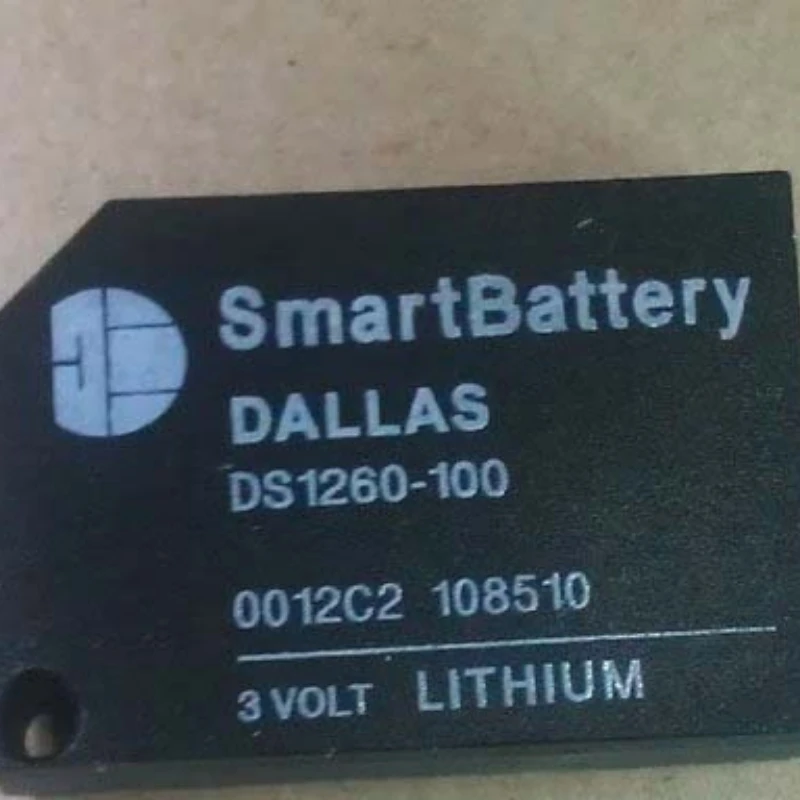 SmartBattery
DALLAS
DS1260-100
0012C2 108510
3 VOLT LITHIUM